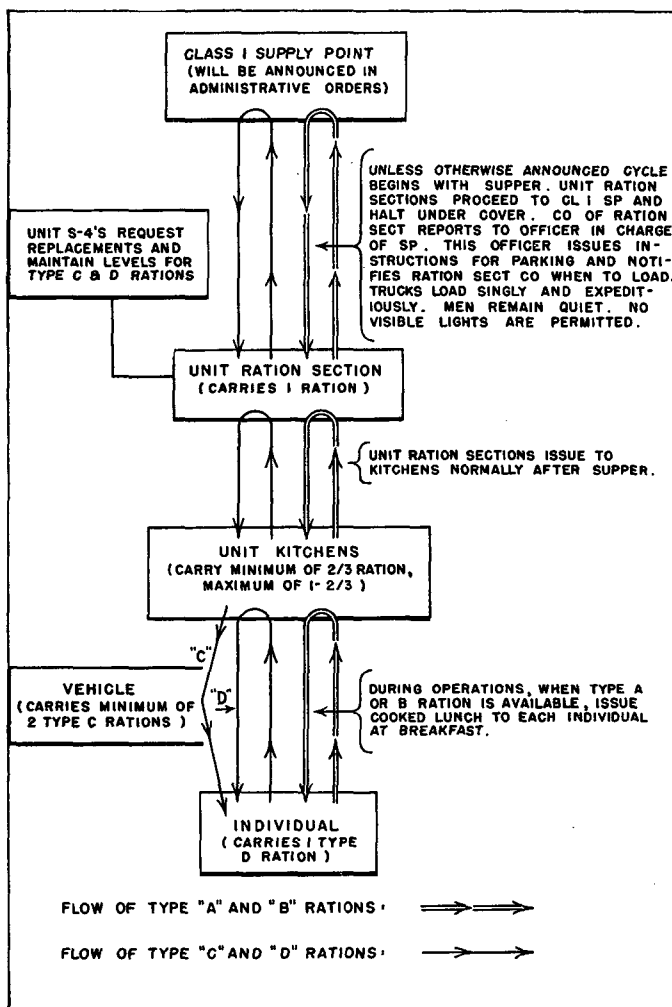 CLASS I SUPPLY POINT
(WILL BE ANNOUNCED IN
ADMINISTRATIVE ORDERS)
UNLESS OTHERWISE ANNOUNCED CYCLE
BEGINS WITH SUPPER. UNIT RATION
SECTIONS PROCEED TO CL I SP AND
HALT UNDER COVER. CO OF RATION
SECT REPORTS TO OFFICER IN CHARGE
OF SP. THIS OFFICER ISSUES IN-
STRUCTIONS FOR PARKING AND NOTI-
FIES RATION SECT CO WHEN TO LOAD.
TRUCKS LOAD SINGLY AND EXPEDIT-
IOUSLY. MEN REMAIN QUIET. NO
VISIBLE LIGHTS ARE PERMITTED.
UNIT S-4'S REQUEST
REPLACEMENTS AND
MAINTAIN LEVELS FOR
TYPE C & D RATIONS
UNIT RATION SECTION
(CARRIES I RATION)
UNIT RATION SECTIONS ISSUE TO
KITCHENS NORMALLY AFTER SUPPER.
UNIT KITCHENS
(CARRY MINIMUM OF 2/3 RATION,
MAXIMUM OF 1-2/3)
"C"
"D"
VEHICLE
(CARRIES MINIMUM OF
2 TYPE C RATIONS)
DURING OPERATIONS, WHEN TYPE A
OR B RATION IS AVAILABLE, ISSUE
COOKED LUNCH TO EACH INDIVIDUAL
AT BREAKFAST.
INDIVIDUAL
(CARRIES I TYPE
D RATION)
FLOW OF TYPE "A" AND "B" RATIONS:
FLOW OF TYPE "C" AND "D" RATIONS: